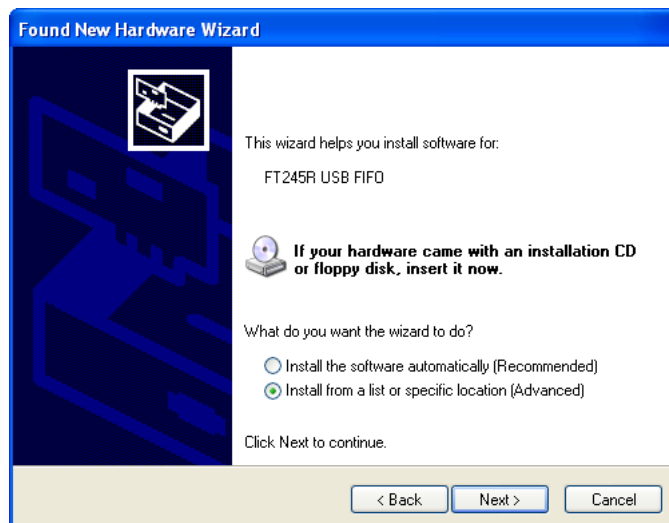 Found New Hardware Wizard
This wizard helps you install software for:
FT245R USB FIFO
If your hardware came with an installation CD
or floppy disk, insert it now.
What do you want the wizard to do?
Install the software automatically (Recommended)
Install from a list or specific location (Advanced)
Click Next to continue.
< Back
Next >
Cancel